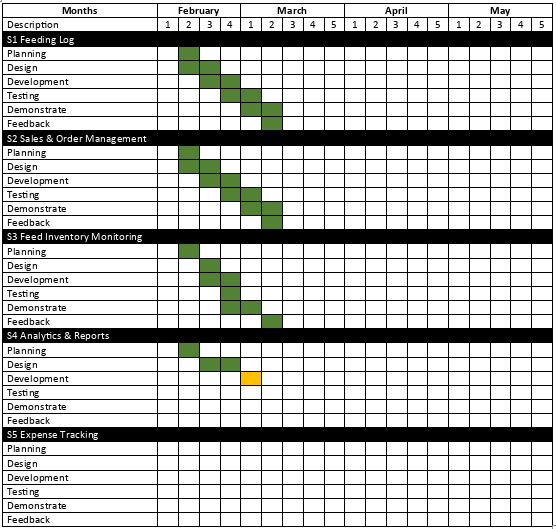 Months February March April May
Description 1 2 3 4 1 2 3 4 5 1 2 3 4 5 1 2 3 4 5
S1 Feeding Log
Planning
Design
Development
Testing
Demonstrate
Feedback
S2 Sales & Order Management
Planning
Design
Development
Testing
Demonstrate
Feedback
S3 Feed Inventory Monitoring
Planning
Design
Development
Testing
Demonstrate
Feedback
S4 Analytics & Reports
Planning
Design
Development
Testing
Demonstrate
Feedback
S5 Expense Tracking
Planning
Design
Development
Testing
Demonstrate
Feedback